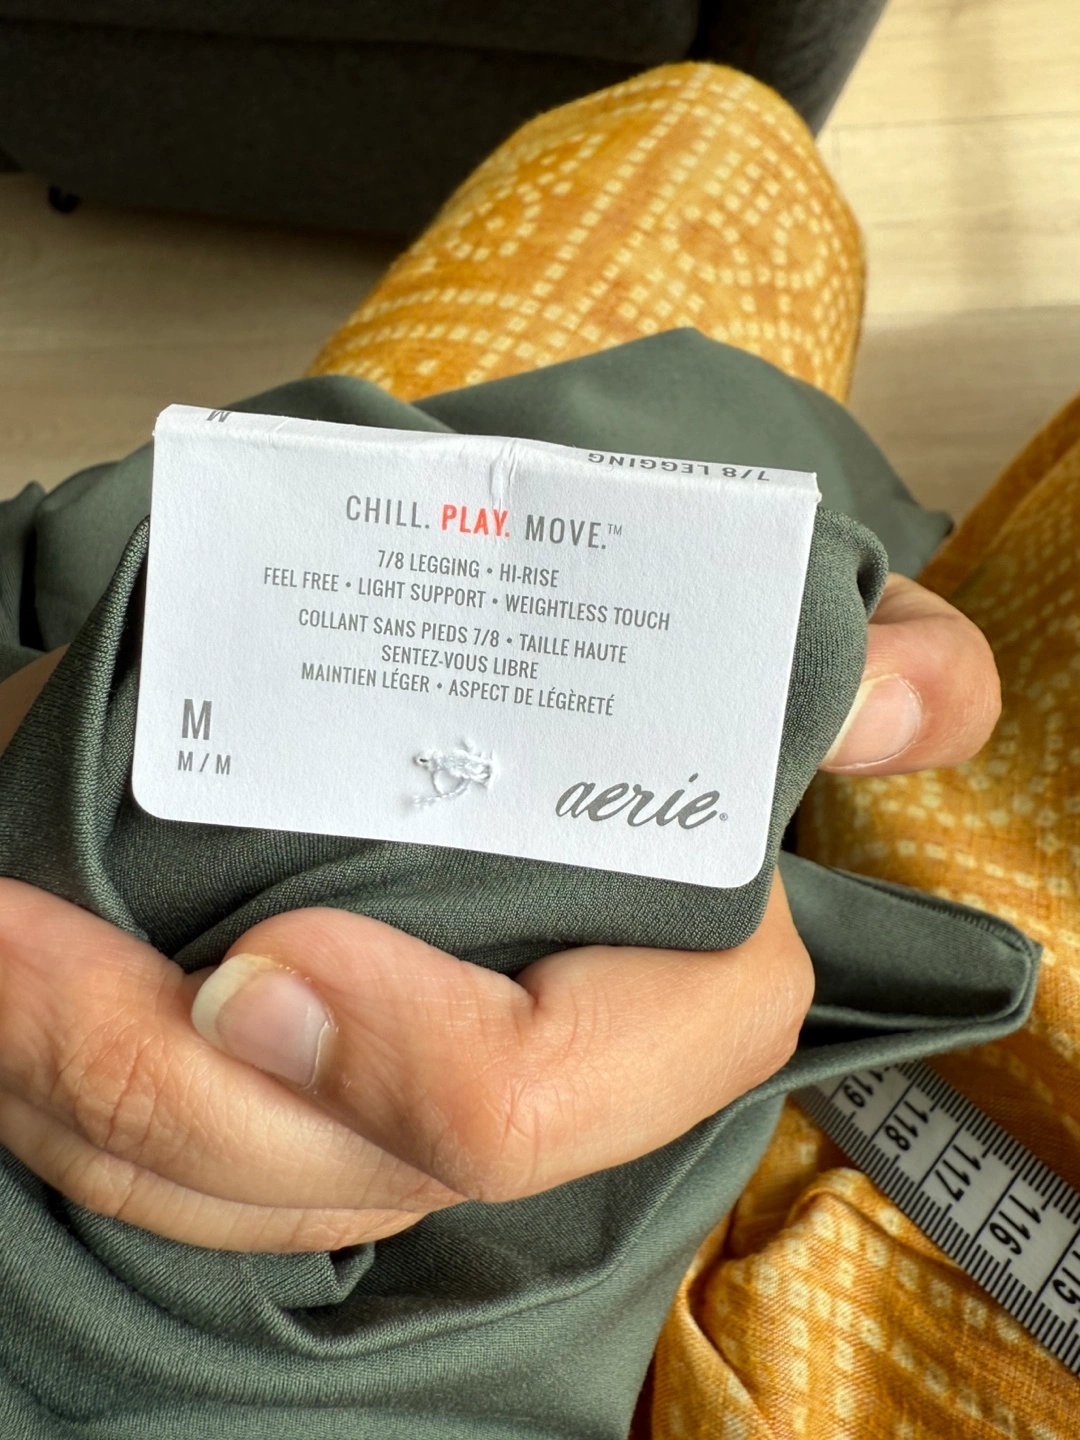 M
7/8 LEGGING
CHILL. PLAY. MOVE.™
7/8 LEGGING • HI-RISE
FEEL FREE • LIGHT SUPPORT • WEIGHTLESS TOUCH
COLLANT SANS PIEDS 7/8 • TAILLE HAUTE
SENTEZ-VOUS LIBRE
MAINTIEN LÉGER • ASPECT DE LÉGÈRETÉ
M
M / M
aerie®
119
118
117
116
115